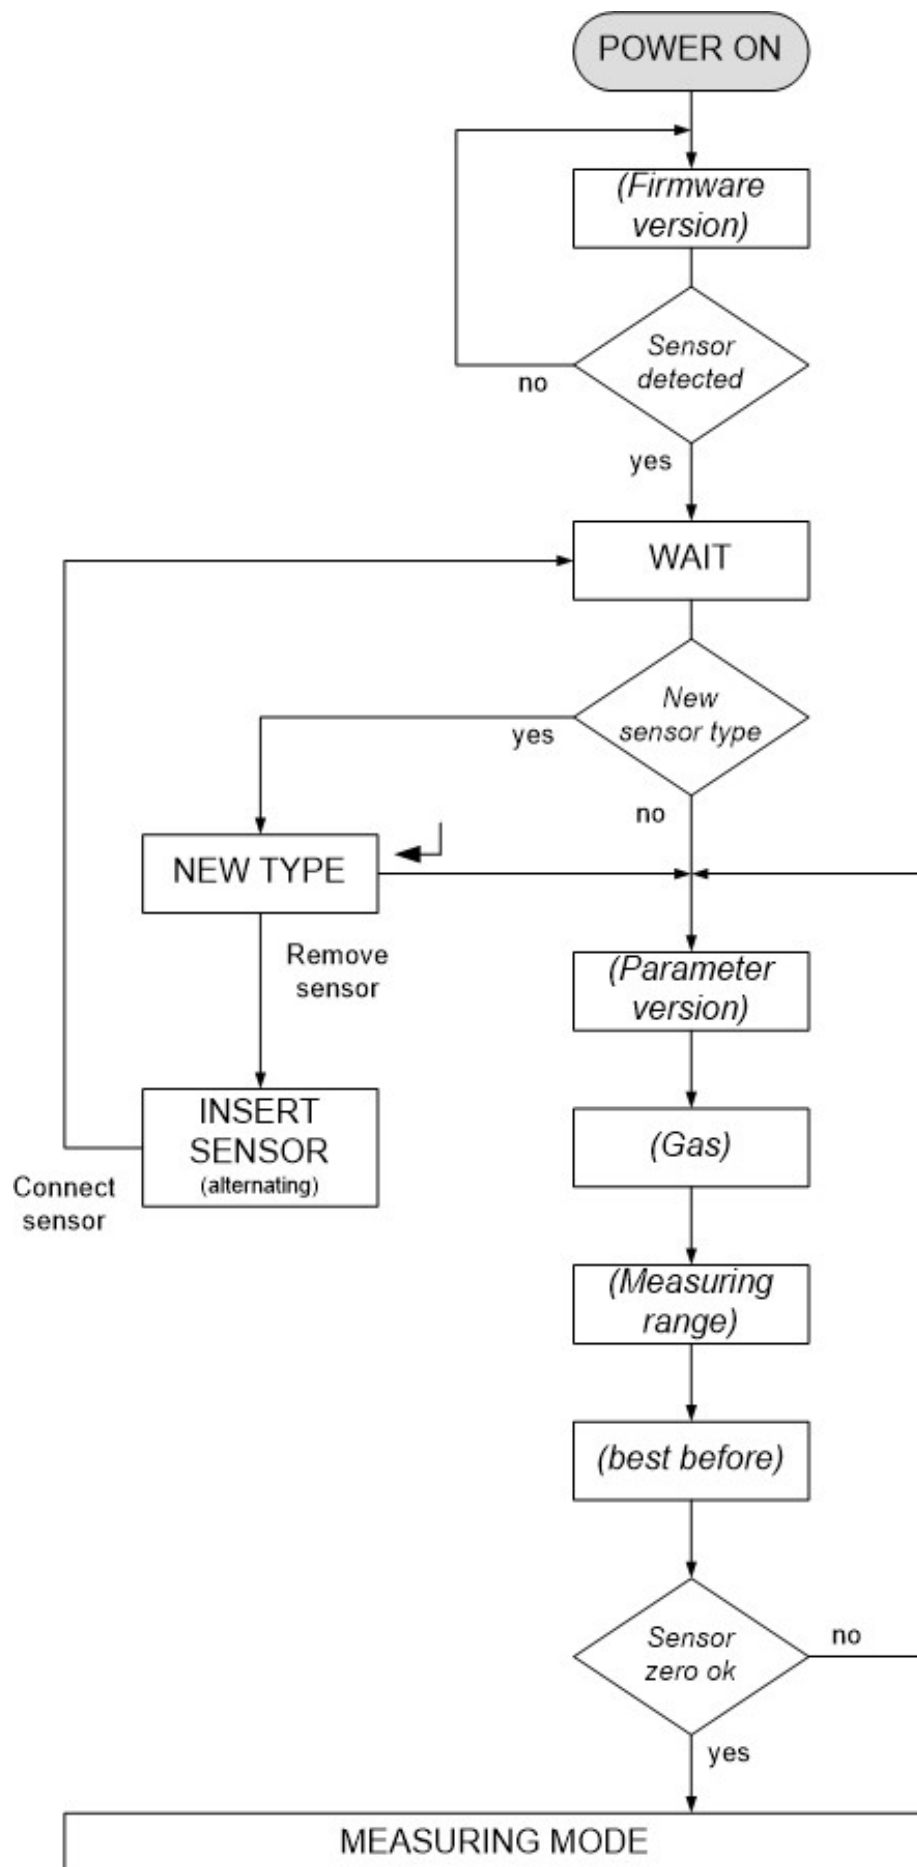 POWER ON
(Firmware
version)
Sensor
detected
no
yes
WAIT
New
sensor type
yes
no
NEW TYPE
Remove
sensor
(Parameter
version)
INSERT
SENSOR
(alternating)
Connect
sensor
(Gas)
(Measuring
range)
(best before)
Sensor
zero ok
no
yes
MEASURING MODE